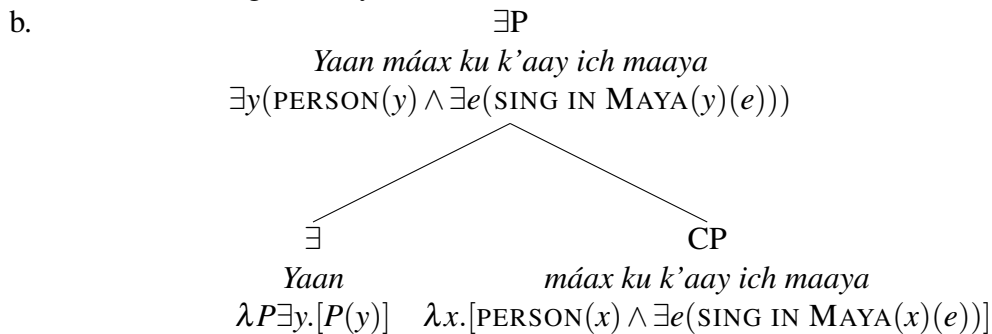 b.
∃P
Yaan máax ku k’aay ich maaya
∃y(PERSON(y) ∧ ∃e(SING IN MAYA(y)(e)))
∃ CP
Yaan máax ku k’aay ich maaya
λP∃y.[P(y)] λx.[PERSON(x) ∧ ∃e(SING IN MAYA(x)(e))]